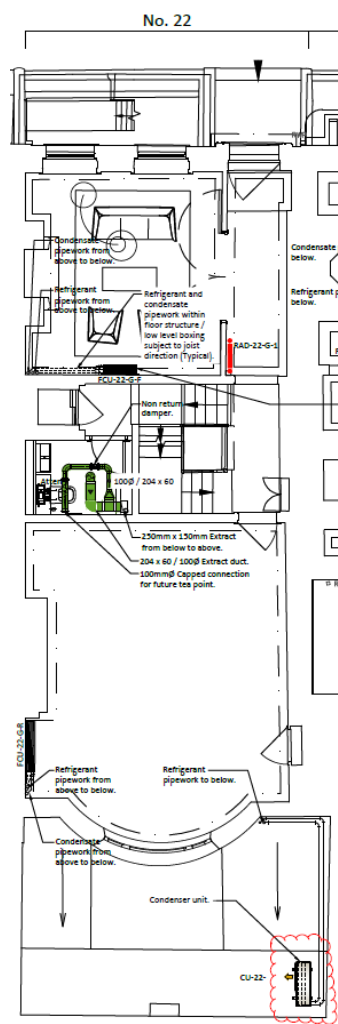 No. 22
Condensate
pipework from
above to below.
Condensate
below.
Refrigerant
pipework from
above to below.
Refrigerant and
condensate
pipework within
floor structure /
low level boxing
subject to joist
direction (Typical).
below.
RAD-22-G-1
FCU-22-G-F
Non return
damper.
100Ø / 204 x 60
250mm x 150mm Extract
from below to above.
204 x 60 / 100Ø Extract duct.
100mmØ Capped connection
for future tea point.
FCU-22-G-R
Refrigerant
pipework from
above to below.
Refrigerant
pipework to below.
Condensate
pipework from
above to below.
Condenser unit.
CU-22-